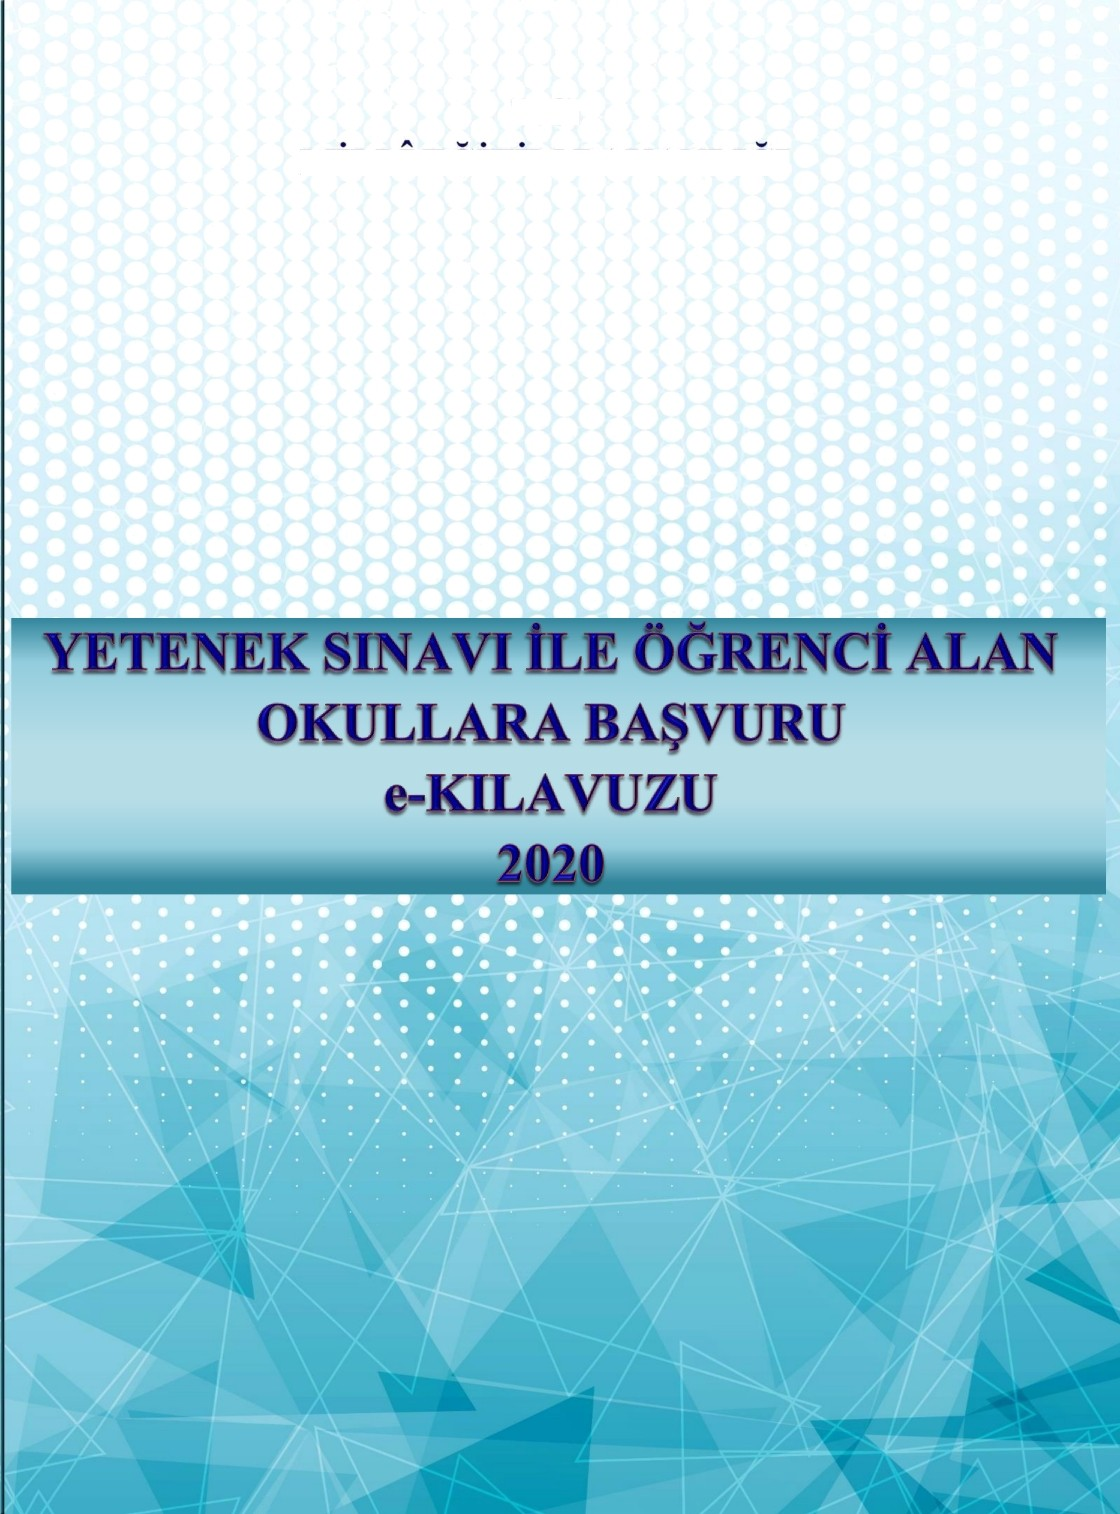 YETENEK SINAVI İLE ÖĞRENCİ ALAN
OKULLARA BAŞVURU
e-KILAVUZU
2020